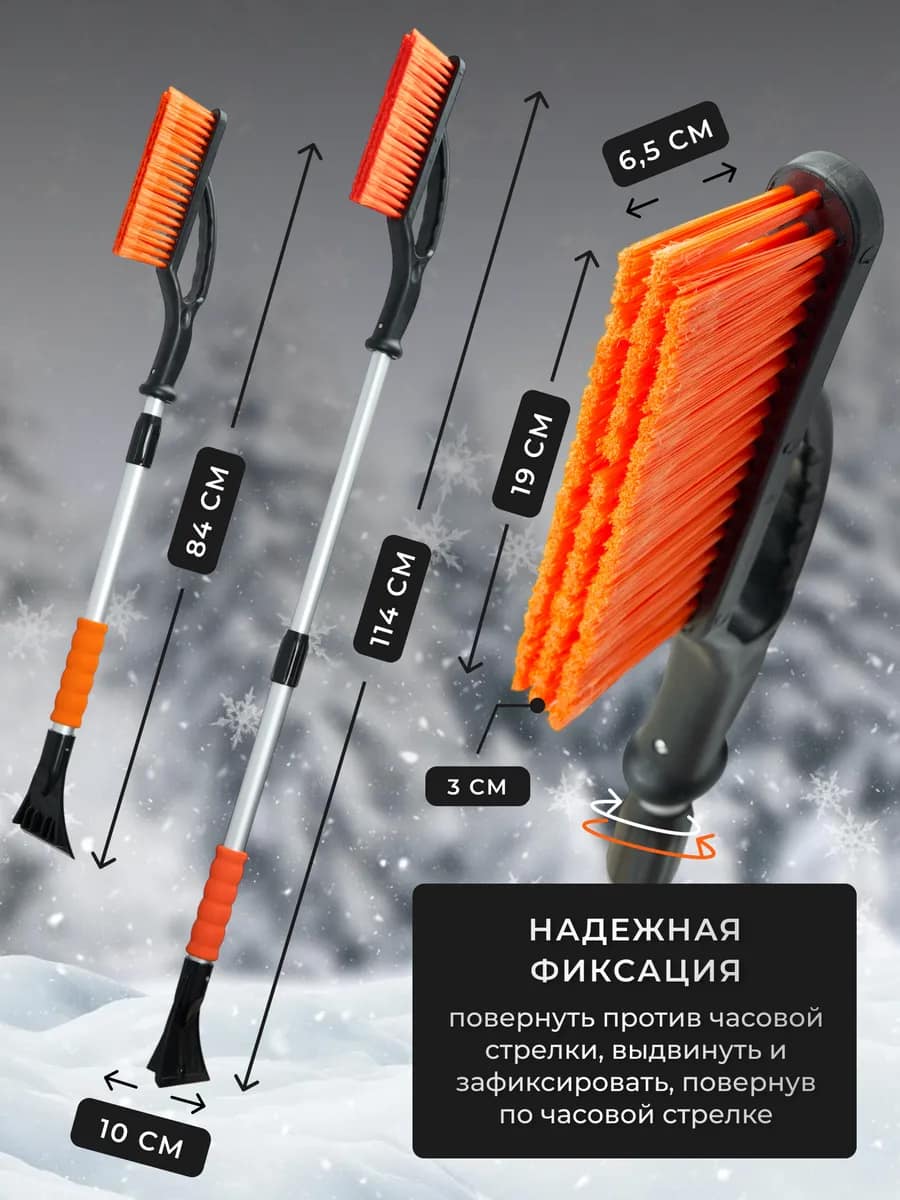 6,5 СМ
19 СМ
84 СМ
114 СМ
3 СМ
10 СМ
НАДЕЖНАЯ
ФИКСАЦИЯ
повернуть против часовой
стрелки, выдвинуть и
зафиксировать, повернув
по часовой стрелке